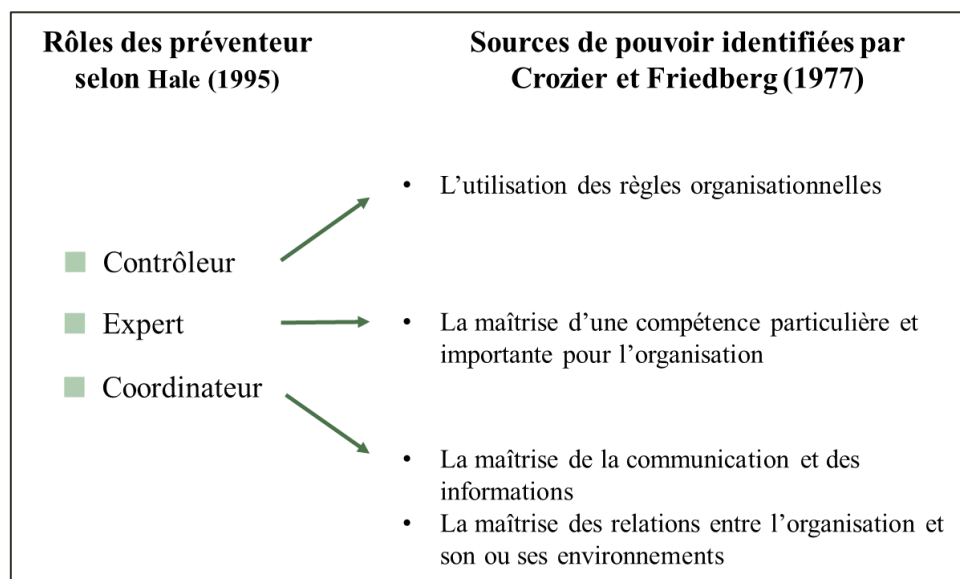 Rôles des préventeur
selon Hale (1995)
Sources de pouvoir identifiées par
Crozier et Friedberg (1977)
• L’utilisation des règles organisationnelles
Contrôleur
Expert
• La maîtrise d’une compétence particulière et
importante pour l’organisation
Coordinateur
• La maîtrise de la communication et des
informations
• La maîtrise des relations entre l’organisation et
son ou ses environnements